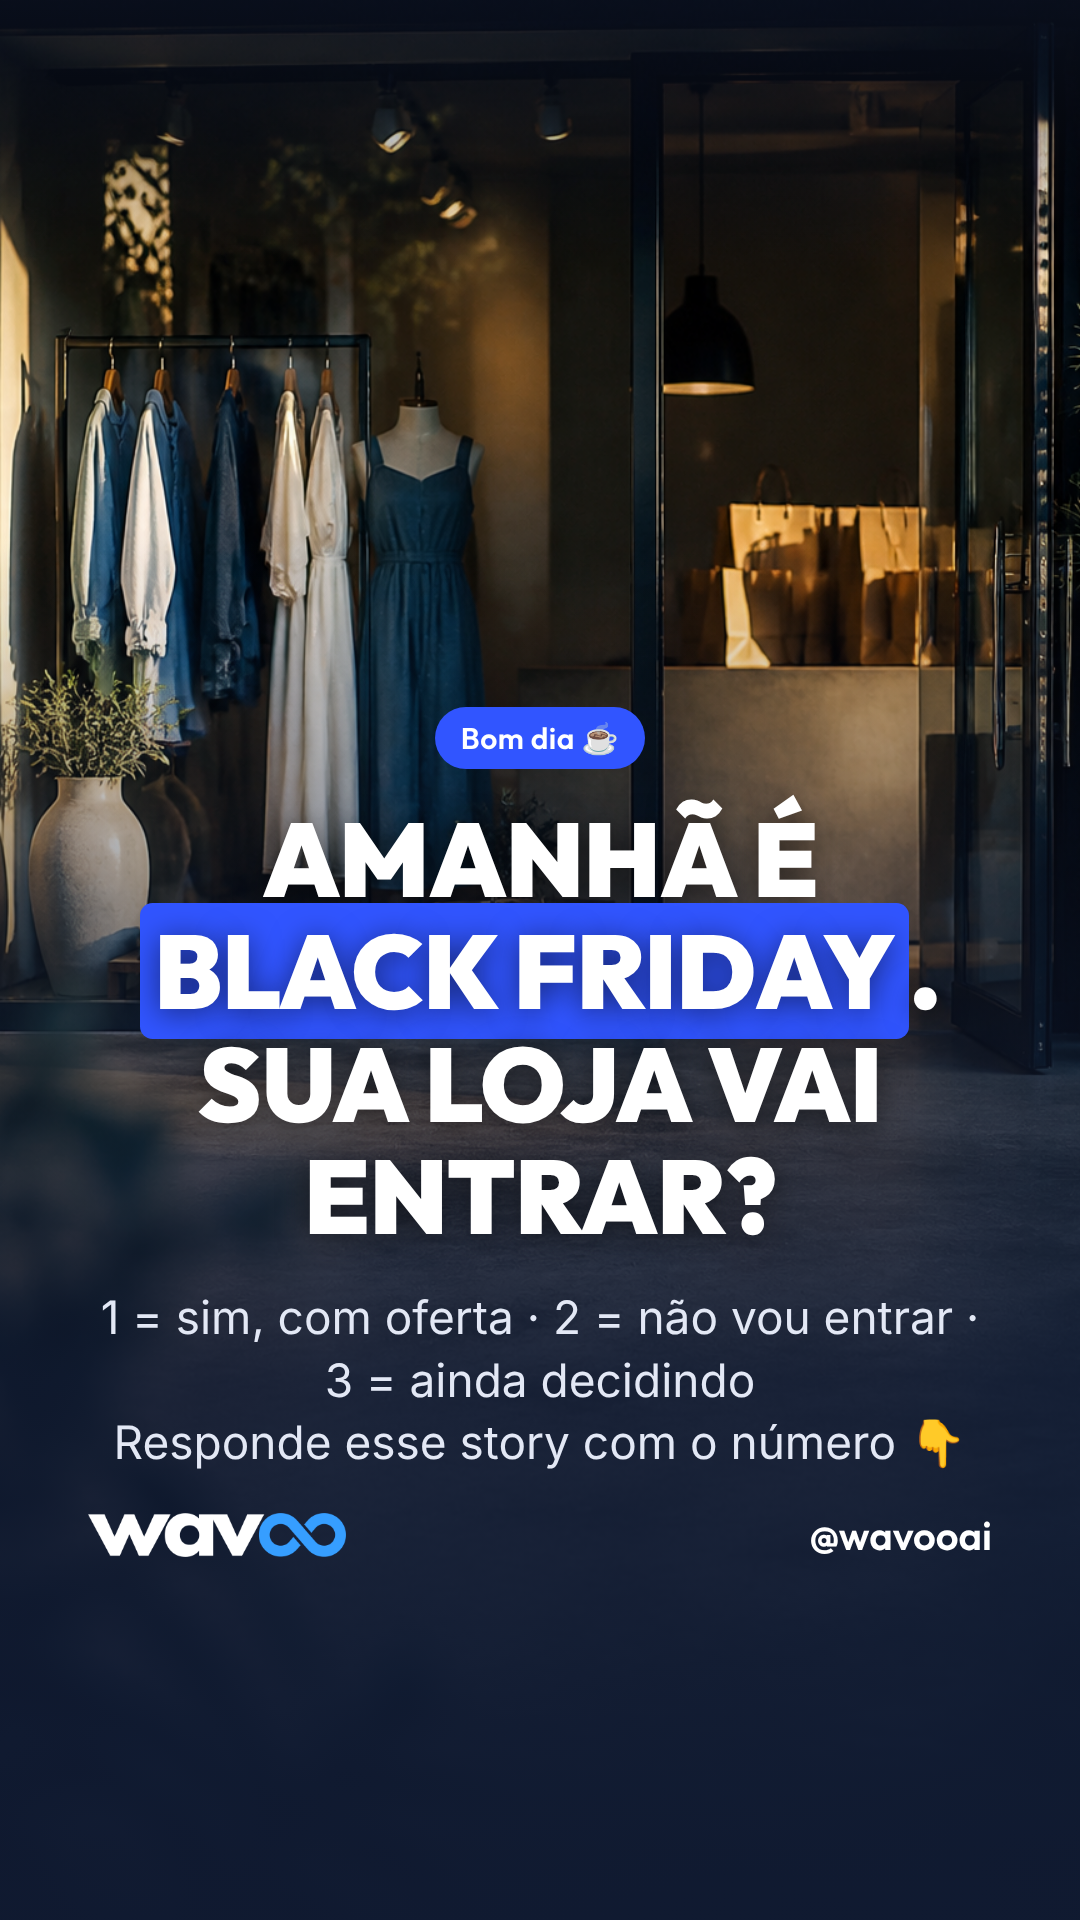 Bom dia ☕
AMANHÃ É
BLACK FRIDAY.
SUA LOJA VAI
ENTRAR?
1 = sim, com oferta · 2 = não vou entrar ·
3 = ainda decidindo
Responde esse story com o número 👇
wavoo
@wavooai